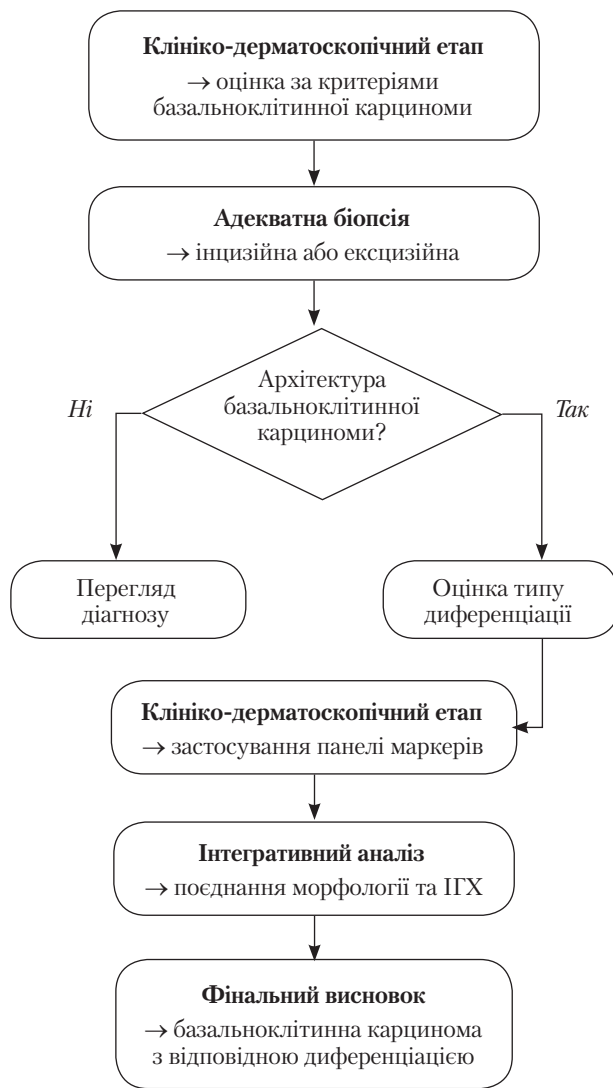 Клініко-дерматоскопічний етап
→ оцінка за критеріями
базальноклітинної карциноми
Адекватна біопсія
→ інцизійна або ексцизійна
Архітектура
базальноклітинної
карциноми?
Ні
Так
Перегляд
діагнозу
Оцінка типу
диференціації
Клініко-дерматоскопічний етап
→ застосування панелі маркерів
Інтегративний аналіз
→ поєднання морфології та ІГХ
Фінальний висновок
→ базальноклітинна карцинома
з відповідною диференціацією